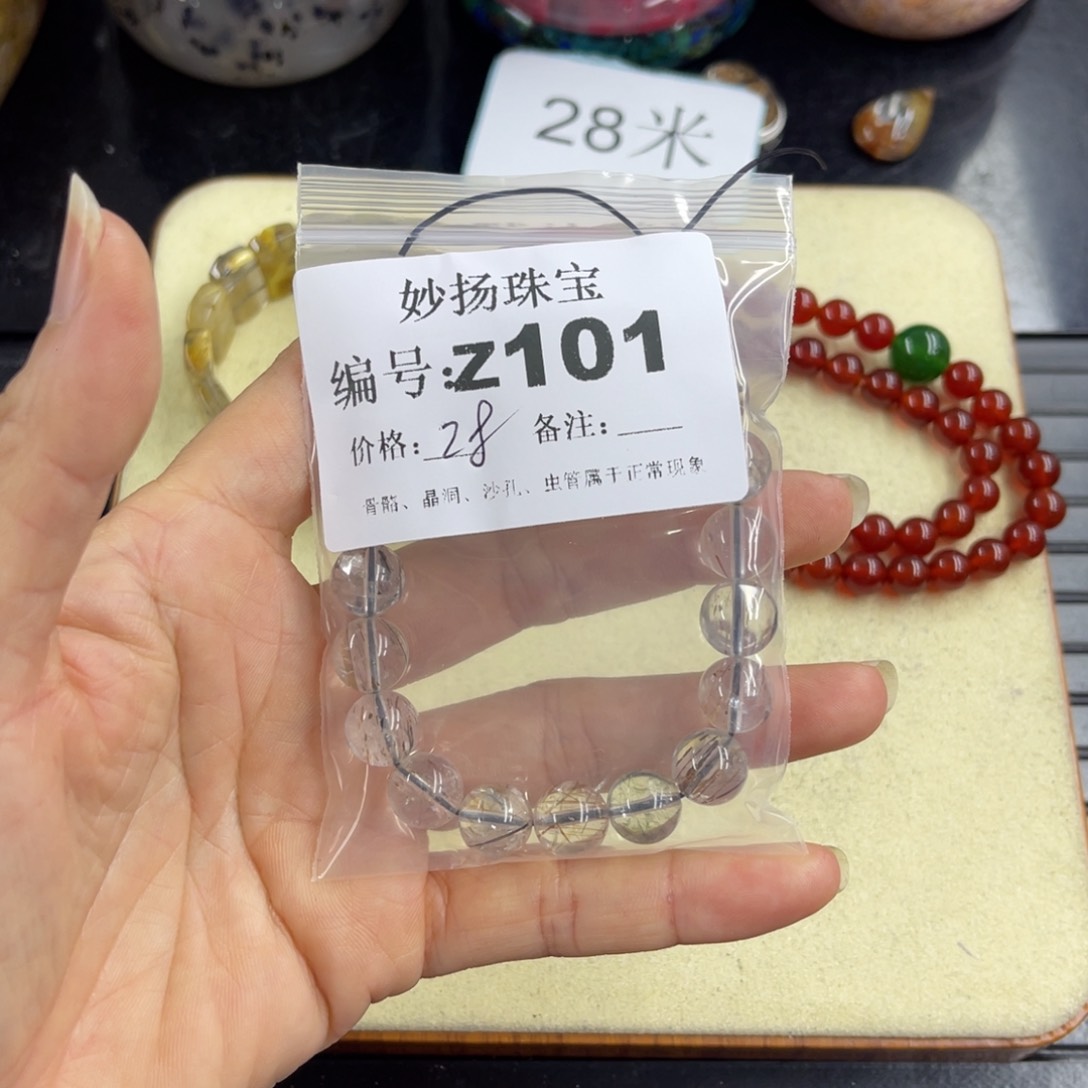 28米
妙扬珠宝
编号:Z101
价格:28 备注:
骨骼、晶洞、沙孔、虫管属于正常现象